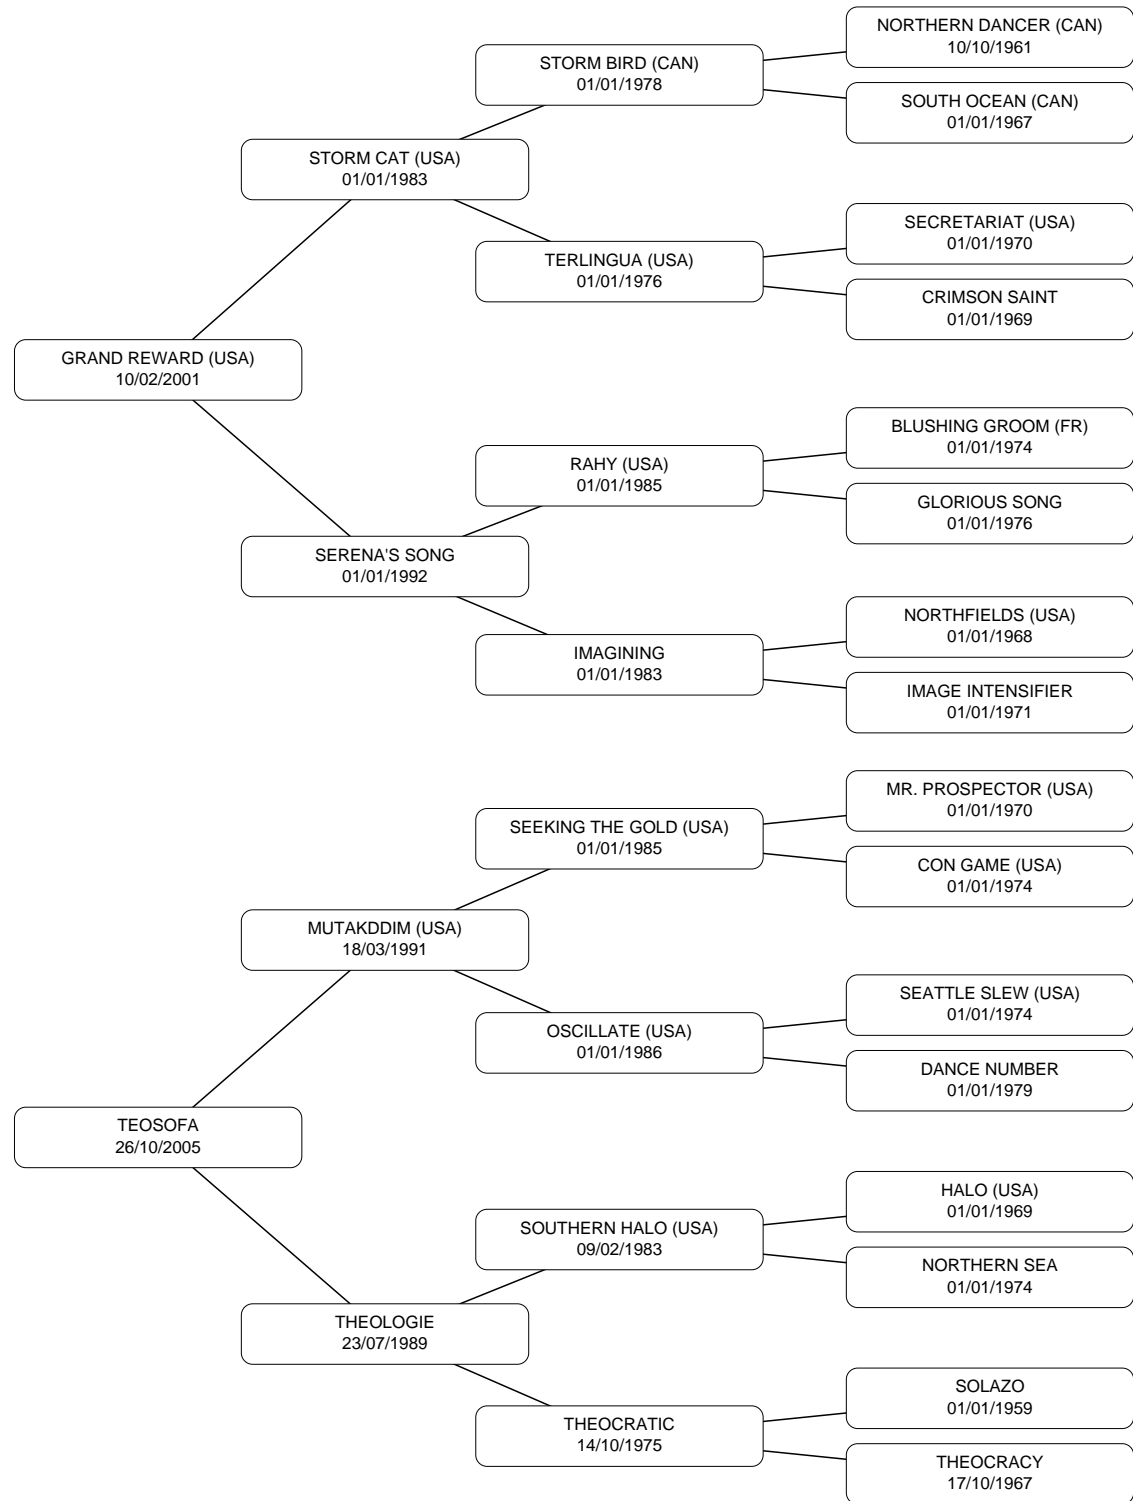 NORTHERN DANCER (CAN)
10/10/1961
STORM BIRD (CAN)
01/01/1978
SOUTH OCEAN (CAN)
01/01/1967
STORM CAT (USA)
01/01/1983
SECRETARIAT (USA)
01/01/1970
TERLINGUA (USA)
01/01/1976
CRIMSON SAINT
01/01/1969
GRAND REWARD (USA)
10/02/2001
BLUSHING GROOM (FR)
01/01/1974
RAHY (USA)
01/01/1985
GLORIOUS SONG
01/01/1976
SERENA'S SONG
01/01/1992
NORTHFIELDS (USA)
01/01/1968
IMAGINING
01/01/1983
IMAGE INTENSIFIER
01/01/1971
MR. PROSPECTOR (USA)
01/01/1970
SEEKING THE GOLD (USA)
01/01/1985
CON GAME (USA)
01/01/1974
MUTAKDDIM (USA)
18/03/1991
SEATTLE SLEW (USA)
01/01/1974
OSCILLATE (USA)
01/01/1986
DANCE NUMBER
01/01/1979
TEOSOFA
26/10/2005
HALO (USA)
01/01/1969
SOUTHERN HALO (USA)
09/02/1983
NORTHERN SEA
01/01/1974
THEOLOGIE
23/07/1989
SOLAZO
01/01/1959
THEOCRATIC
14/10/1975
THEOCRACY
17/10/1967